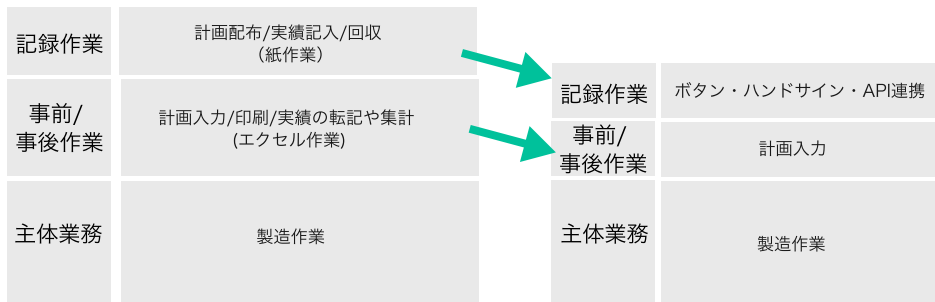 記録作業
計画配布/実績記入/回収
（紙作業）
事前/
事後作業
計画入力/印刷/実績の転記や集計
(エクセル作業)
主体業務
製造作業
記録作業
ボタン・ハンドサイン・API連携
事前/
事後作業
計画入力
主体業務
製造作業